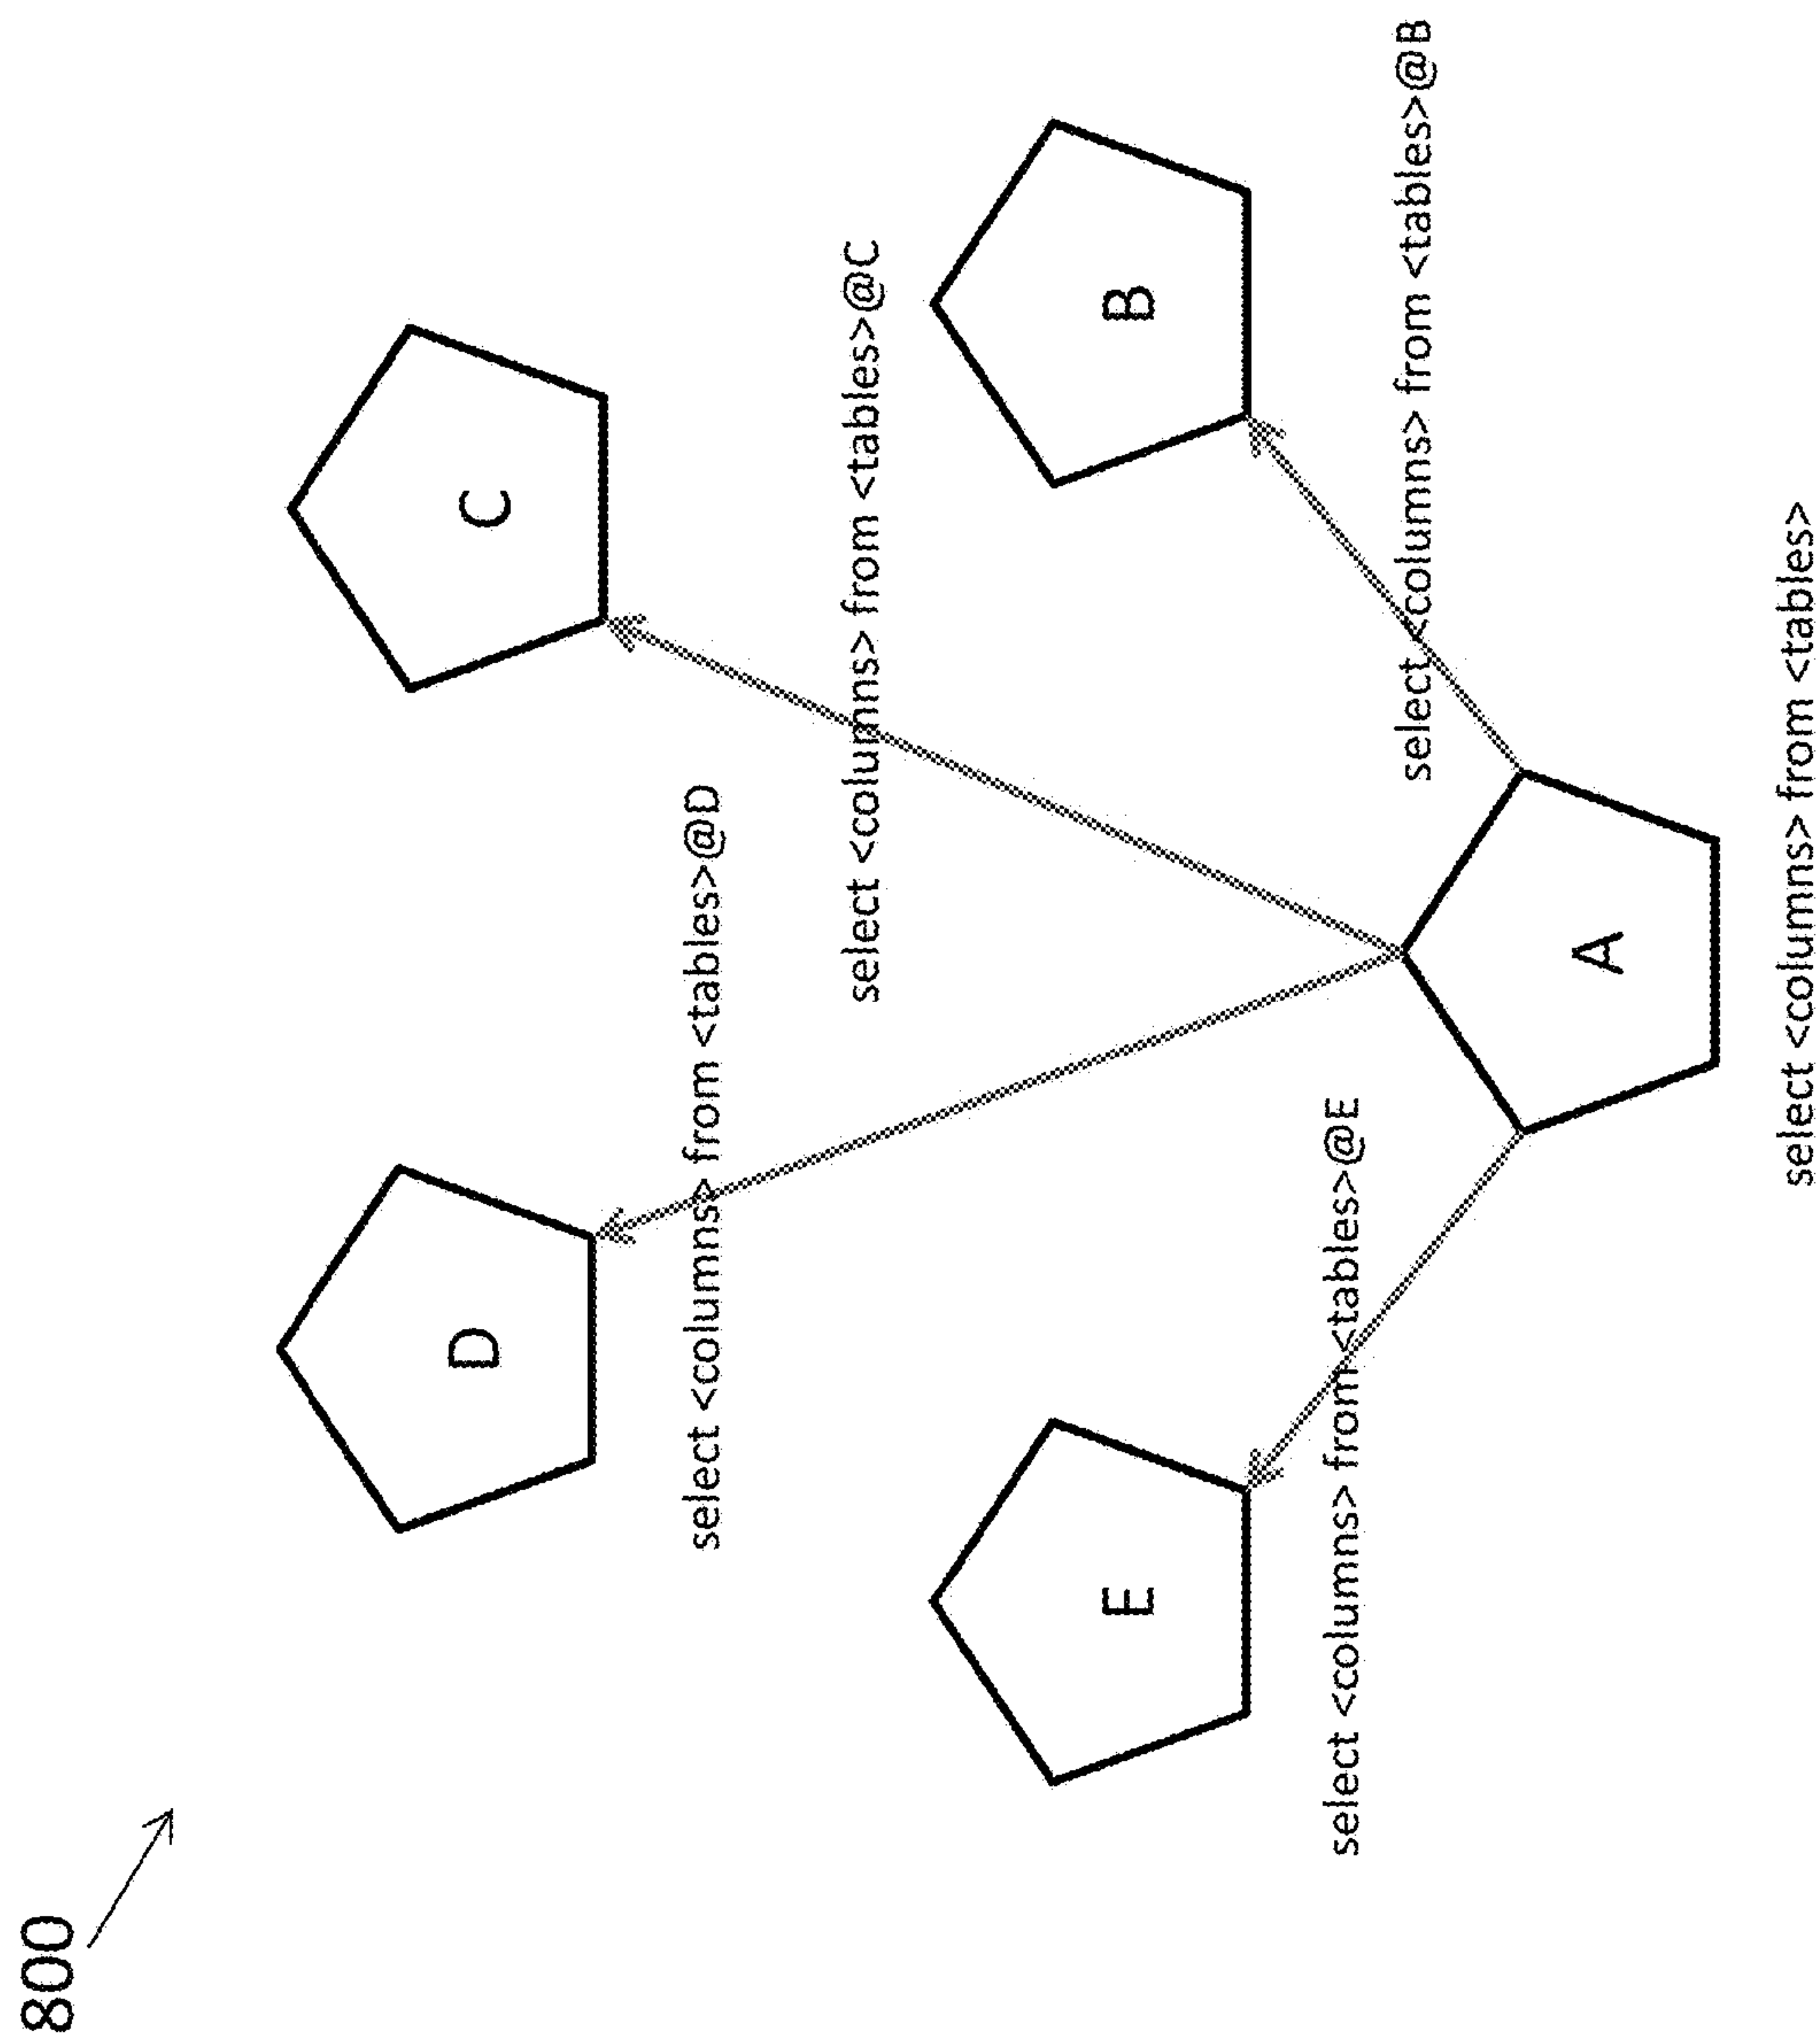 800
D
C
select <columns> from <tables>@D
select <columns> from <tables>@C
E
B
select <columns> from <tables>@E
select <columns> from <tables>@B
A
select <columns> from <tables>